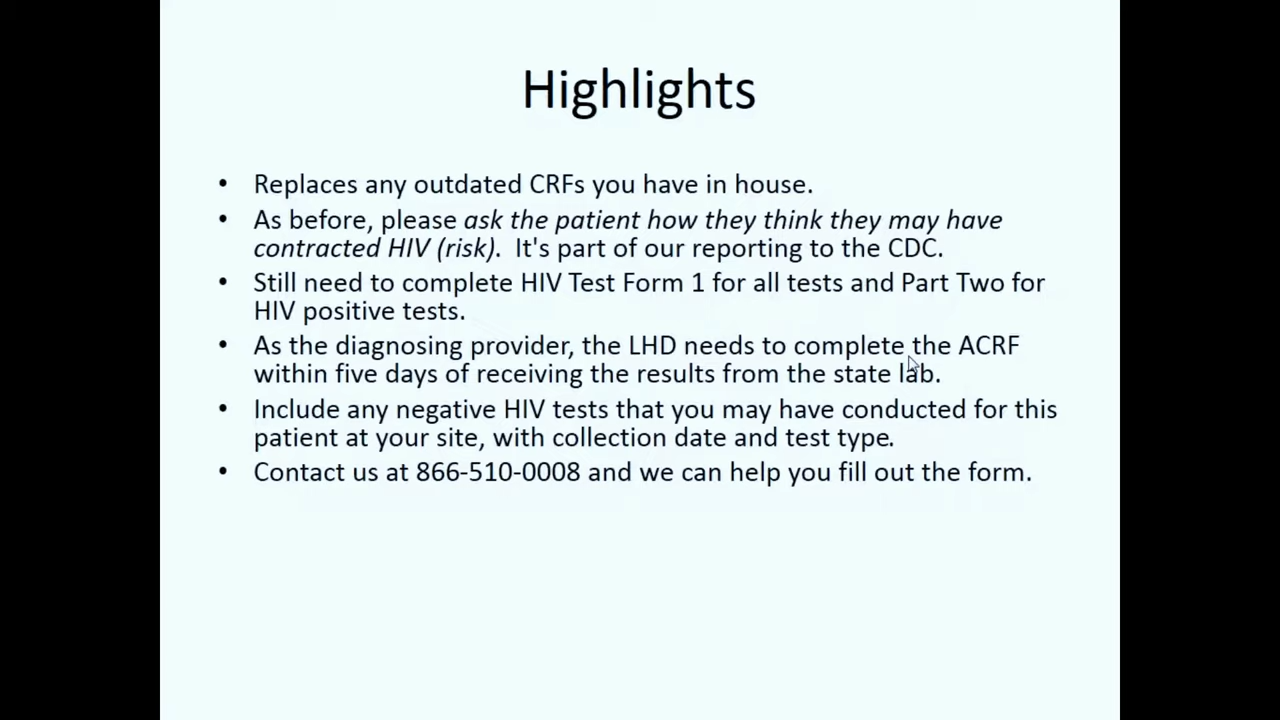 Highlights
• Replaces any outdated CRFs you have in house.
• As before, please ask the patient how they think they may have
contracted HIV (risk).  It's part of our reporting to the CDC.
• Still need to complete HIV Test Form 1 for all tests and Part Two for
HIV positive tests.
• As the diagnosing provider, the LHD needs to complete the ACRF
within five days of receiving the results from the state lab.
• Include any negative HIV tests that you may have conducted for this
patient at your site, with collection date and test type.
• Contact us at 866-510-0008 and we can help you fill out the form.